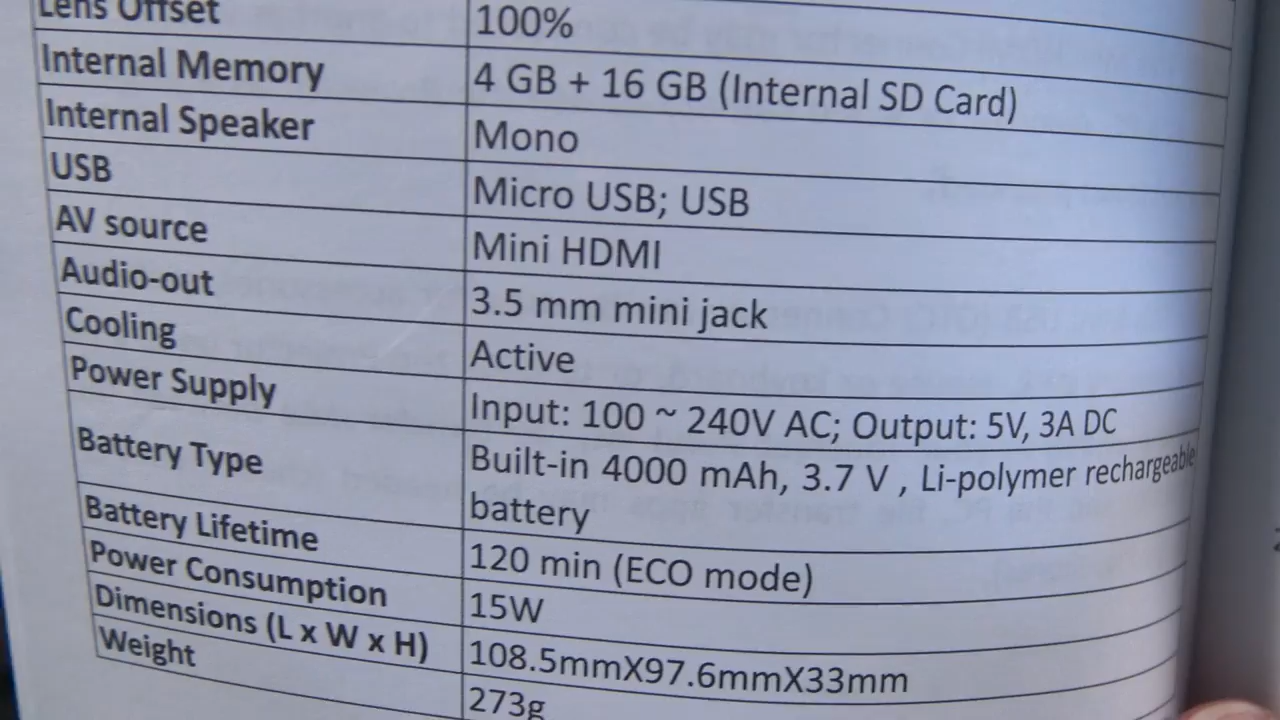 Lens Offset 100%
Internal Memory 4 GB + 16 GB (Internal SD Card)
Internal Speaker Mono
USB Micro USB; USB
AV source Mini HDMI
Audio-out 3.5 mm mini jack
Cooling Active
Power Supply Input: 100 ~ 240V AC; Output: 5V, 3A DC
Battery Type Built-in 4000 mAh, 3.7 V , Li-polymer rechargeable
battery
Battery Lifetime 120 min (ECO mode)
Power Consumption 15W
Dimensions (L x W x H) 108.5mmX97.6mmX33mm
Weight 273g